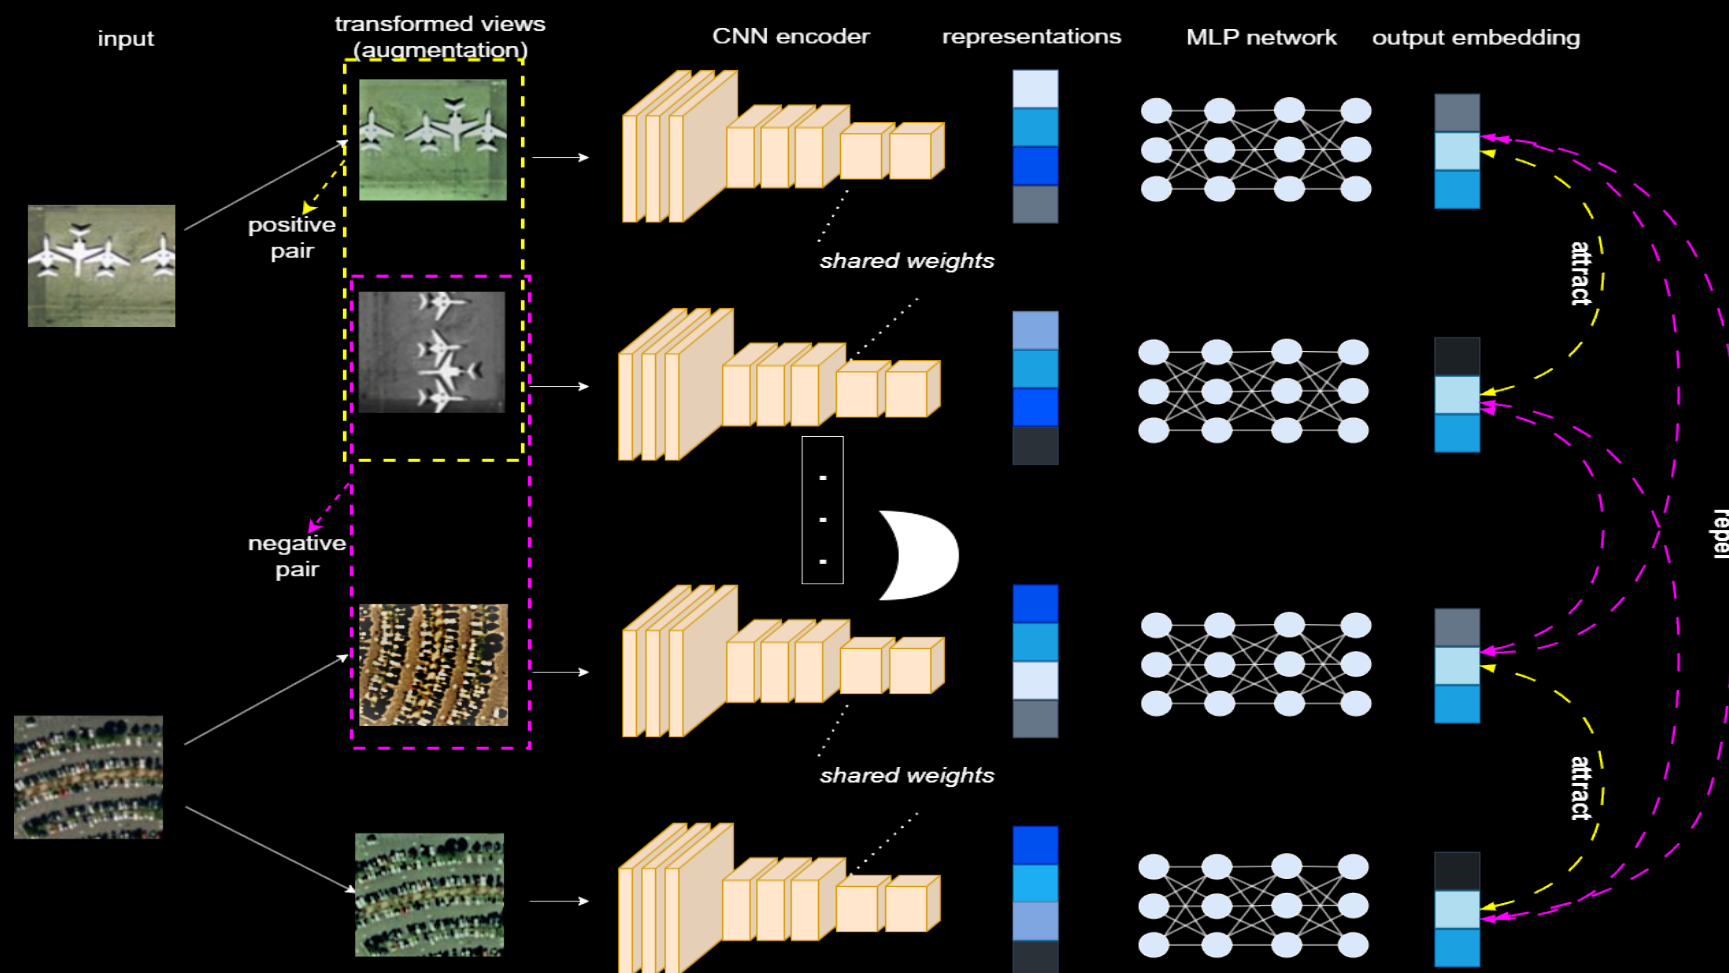 input
transformed views
(augmentation)
CNN encoder
representations
MLP network
output embedding
positive
pair
shared weights
attract
negative
pair
repel
shared weights
attract